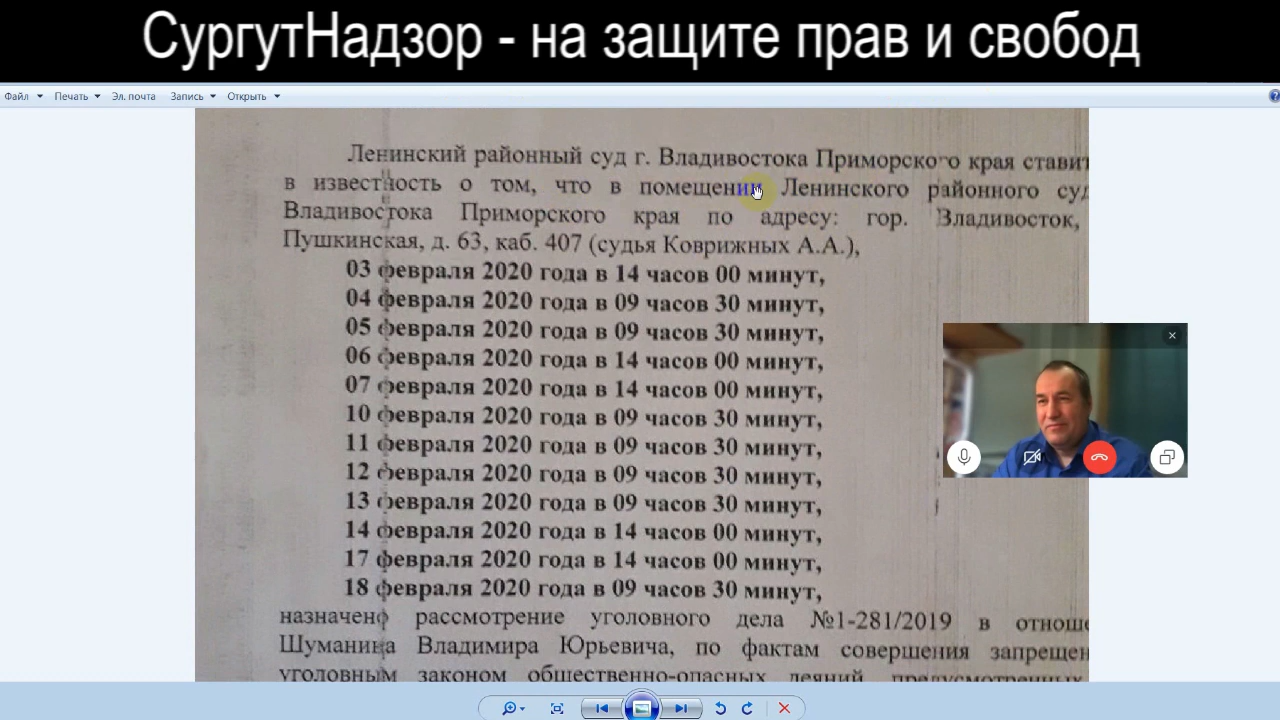 СургутНадзор - на защите прав и свобод
Файл Печать Эл. почта Запись Открыть
Ленинский районный суд г. Владивостока Приморского края ставит
в известность о том, что в помещении Ленинского районного суд
Владивостока Приморского края по адресу: гор. Владивосток,
Пушкинская, д. 63, каб. 407 (судья Коврижных А.А.),
03 февраля 2020 года в 14 часов 00 минут,
04 февраля 2020 года в 09 часов 30 минут,
05 февраля 2020 года в 09 часов 30 минут,
06 февраля 2020 года в 14 часов 00 минут,
07 февраля 2020 года в 14 часов 00 минут,
10 февраля 2020 года в 09 часов 30 минут,
11 февраля 2020 года в 09 часов 30 минут,
12 февраля 2020 года в 09 часов 30 минут,
13 февраля 2020 года в 09 часов 30 минут,
14 февраля 2020 года в 14 часов 00 минут,
17 февраля 2020 года в 14 часов 00 минут,
18 февраля 2020 года в 09 часов 30 минут,
назначено рассмотрение уголовного дела №1-281/2019 в отноше
Шуманина Владимира Юрьевича, по фактам совершения запрещен
уголовным законом общественно-опасных деяний, предусмотренных